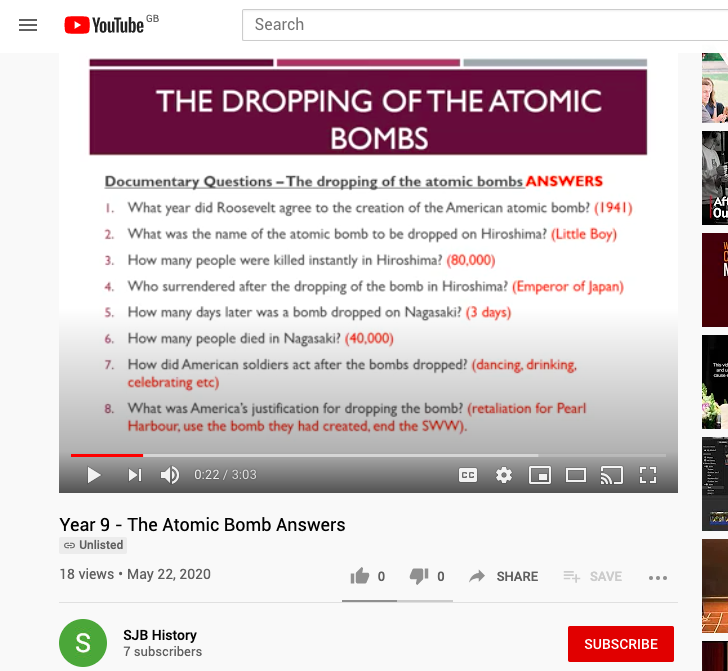 YouTube GB
Search
THE DROPPING OF THE ATOMIC
BOMBS
Documentary Questions – The dropping of the atomic bombs ANSWERS
1. What year did Roosevelt agree to the creation of the American atomic bomb? (1941)
2. What was the name of the atomic bomb to be dropped on Hiroshima? (Little Boy)
3. How many people were killed instantly in Hiroshima? (80,000)
4. Who surrendered after the dropping of the bomb in Hiroshima? (Emperor of Japan)
5. How many days later was a bomb dropped on Nagasaki? (3 days)
6. How many people died in Nagasaki? (40,000)
7. How did American soldiers act after the bombs dropped? (dancing, drinking,
celebrating etc)
8. What was America's justification for dropping the bomb? (retaliation for Pearl
Harbour, use the bomb they had created, end the SWW).
0:22 / 3:03
CC
Year 9 - The Atomic Bomb Answers
Unlisted
18 views • May 22, 2020
0
0
SHARE
SAVE
S
SJB History
7 subscribers
SUBSCRIBE